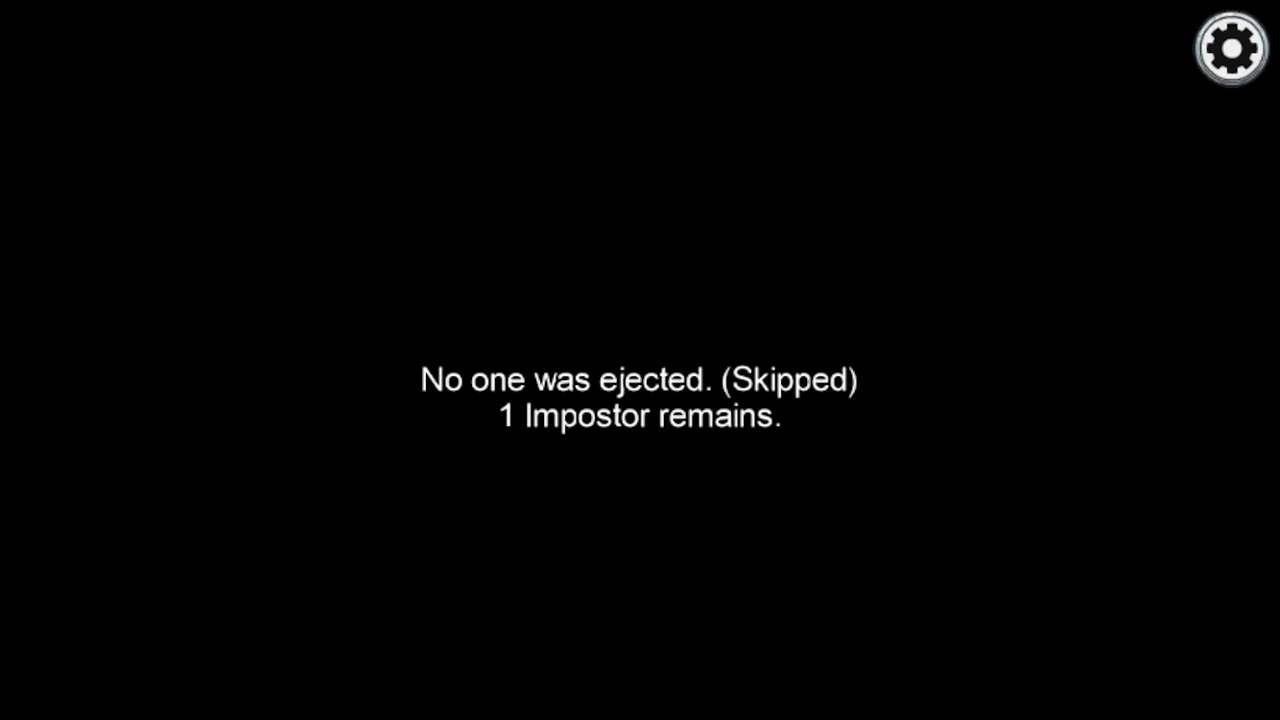 No one was ejected. (Skipped)
1 Impostor remains.